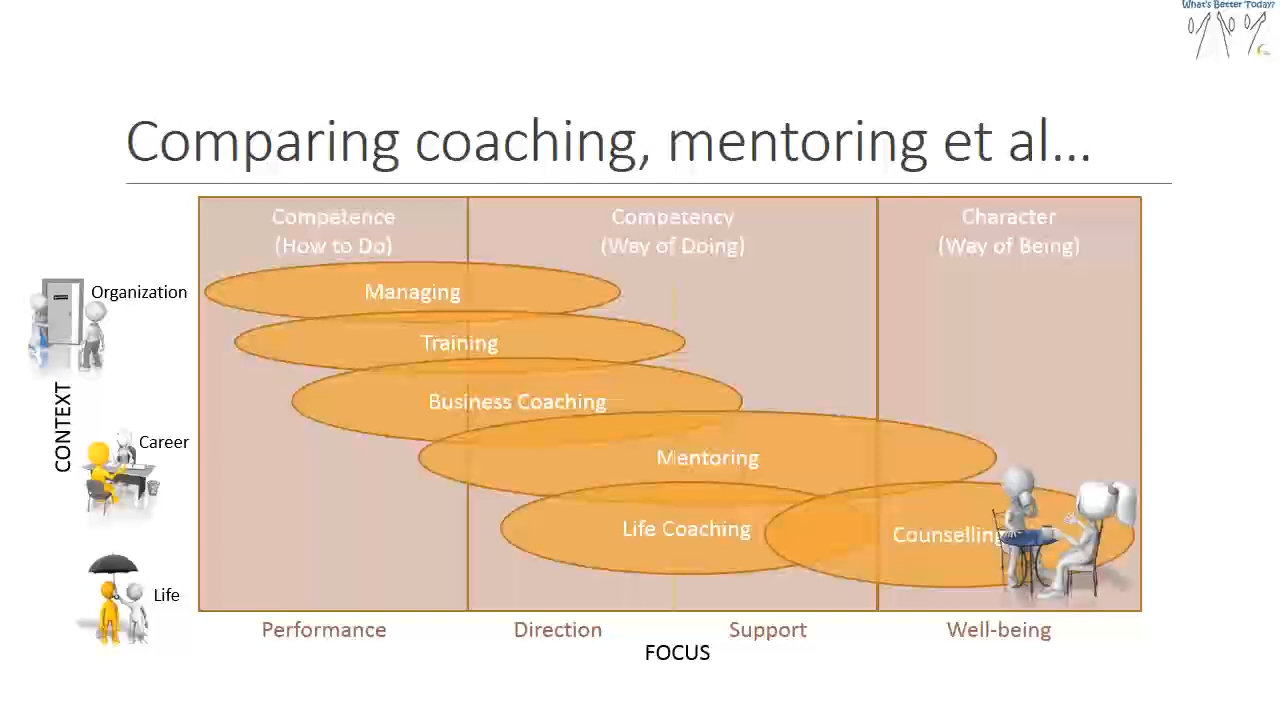 What's Better Today?
Comparing coaching, mentoring et al...
Competence
(How to Do)
Competency
(Way of Doing)
Character
(Way of Being)
Organization
Managing
Training
CONTEXT
Business Coaching
Career
Mentoring
Life Coaching
Counselling
Life
Performance
Direction
Support
Well-being
FOCUS